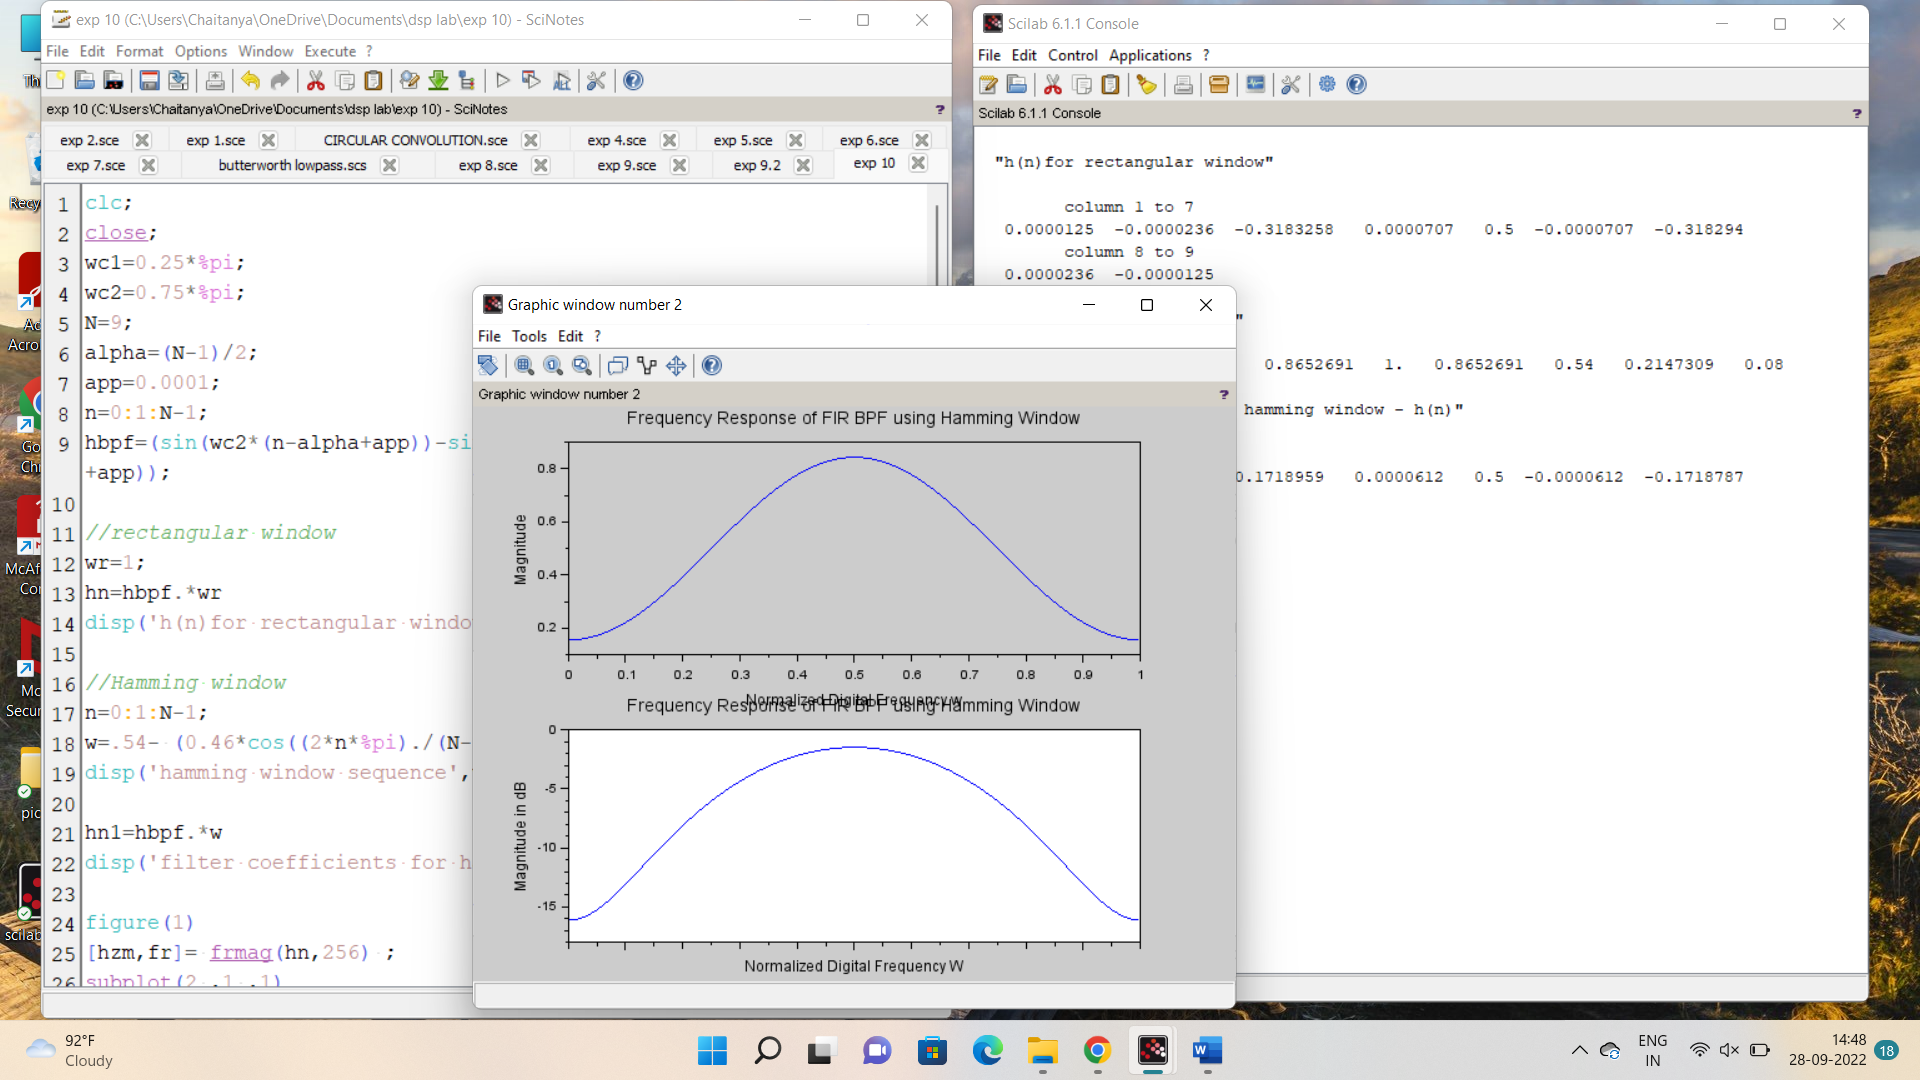 exp 10 (C:\Users\Chaitanya\OneDrive\Documents\dsp lab\exp 10) - SciNotes
File Edit Format Options Window Execute ?
exp 10 (C:\Users\Chaitanya\OneDrive\Documents\dsp lab\exp 10) - SciNotes ?
exp 2.sce exp 1.sce CIRCULAR CONVOLUTION.sce exp 4.sce exp 5.sce exp 6.sce
exp 7.sce butterworth lowpass.scs exp 8.sce exp 9.sce exp 9.2 exp 10
1 clc;
2 close;
3 wc1=0.25*%pi;
4 wc2=0.75*%pi;
5 N=9;
6 alpha=(N-1)/2;
7 app=0.0001;
8 n=0:1:N-1;
9 hbpf=(sin(wc2*(n-alpha+app))-si
+app));
10
11 //rectangular window
12 wr=1;
13 hn=hbpf.*wr
14 disp('h(n)for rectangular windo
15
16 //Hamming window
17 n=0:1:N-1;
18 w=.54- (0.46*cos((2*n*%pi)./(N-
19 disp('hamming window sequence',
20
21 hn1=hbpf.*w
22 disp('filter coefficients for h
23
24 figure(1)
25 [hzm,fr]= frmag(hn,256) ;
26 subplot(2,1,1)
Scilab 6.1.1 Console
File Edit Control Applications ?
Scilab 6.1.1 Console ?
"h(n)for rectangular window"
column 1 to 7
0.0000125 -0.0000236 -0.3183258 0.0000707 0.5 -0.0000707 -0.318294
column 8 to 9
0.0000236 -0.0000125
"
0.8652691 1. 0.8652691 0.54 0.2147309 0.08
hamming window - h(n)"
0.1718959 0.0000612 0.5 -0.0000612 -0.1718787
Graphic window number 2
File Tools Edit ?
Graphic window number 2 ?
Frequency Response of FIR BPF using Hamming Window
Magnitude
0.8
0.6
0.4
0.2
0 0.1 0.2 0.3 0.4 0.5 0.6 0.7 0.8 0.9 1
Normalized Digital Frequency w
Frequency Response of FIR BPF using Hamming Window
Magnitude in dB
0
-5
-10
-15
Normalized Digital Frequency W
Th
Recy
Ad
Acro
Go
Ch
McAf
Co
Mc
Secur
pic
scilab
92°F
Cloudy
ENG
IN
14:48
28-09-2022
18